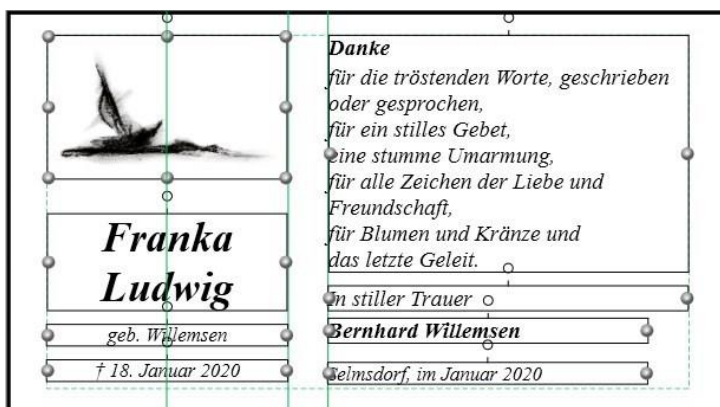 Franka
Ludwig
geb. Willemsen
† 18. Januar 2020
Danke
für die tröstenden Worte, geschrieben
oder gesprochen,
für ein stilles Gebet,
eine stumme Umarmung,
für alle Zeichen der Liebe und
Freundschaft,
für Blumen und Kränze und
das letzte Geleit.
In stiller Trauer
Bernhard Willemsen
Selmsdorf, im Januar 2020